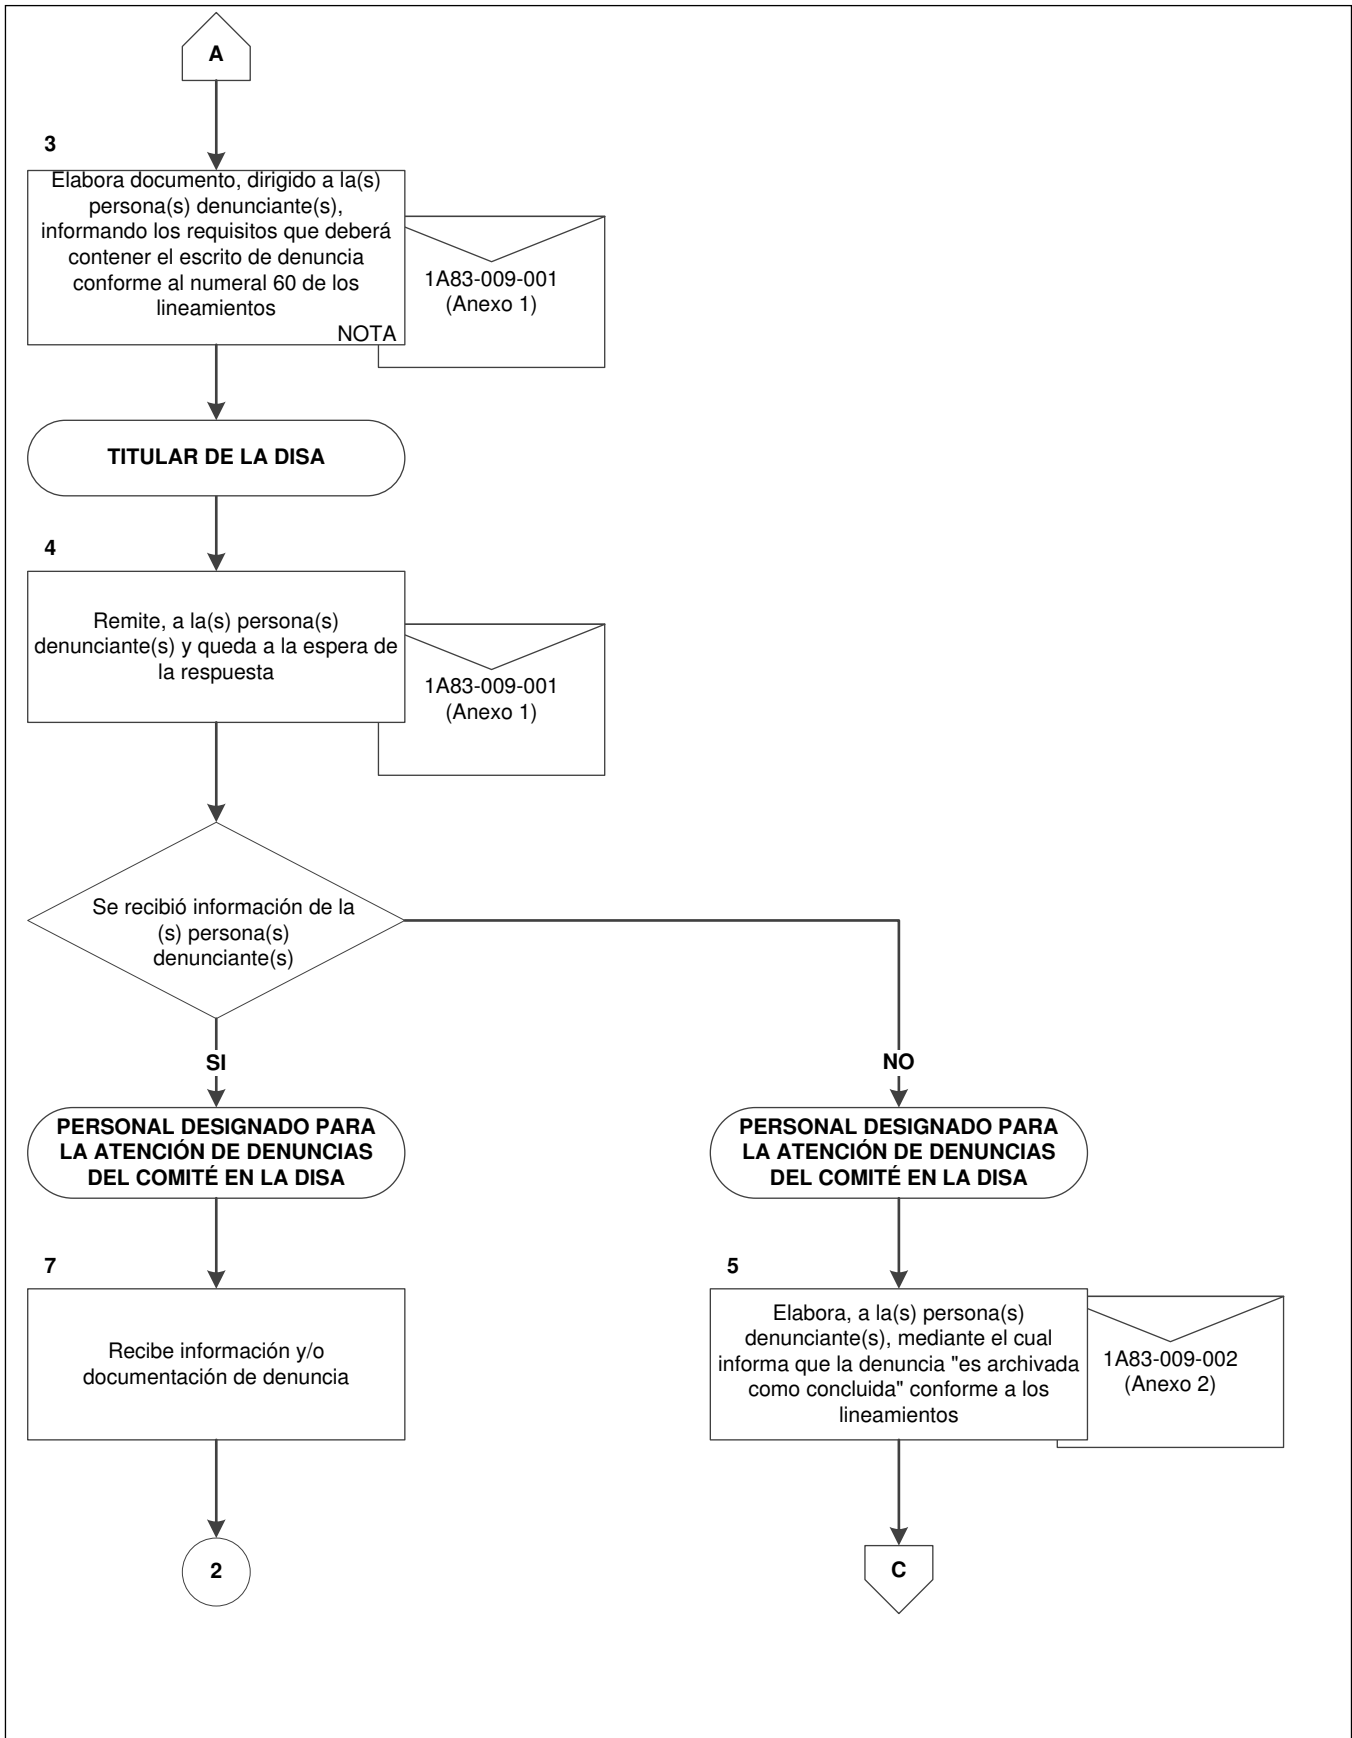 A
3
Elabora documento, dirigido a la(s)
persona(s) denunciante(s),
informando los requisitos que deberá
contener el escrito de denuncia
conforme al numeral 60 de los
lineamientos
NOTA
1A83-009-001
(Anexo 1)
TITULAR DE LA DISA
4
Remite, a la(s) persona(s)
denunciante(s) y queda a la espera de
la respuesta
1A83-009-001
(Anexo 1)
Se recibió información de la
(s) persona(s)
denunciante(s)
SI
NO
PERSONAL DESIGNADO PARA
LA ATENCIÓN DE DENUNCIAS
DEL COMITÉ EN LA DISA
PERSONAL DESIGNADO PARA
LA ATENCIÓN DE DENUNCIAS
DEL COMITÉ EN LA DISA
7
Recibe información y/o
documentación de denuncia
5
Elabora, a la(s) persona(s)
denunciante(s), mediante el cual
informa que la denuncia "es archivada
como concluida" conforme a los
lineamientos
1A83-009-002
(Anexo 2)
2
C